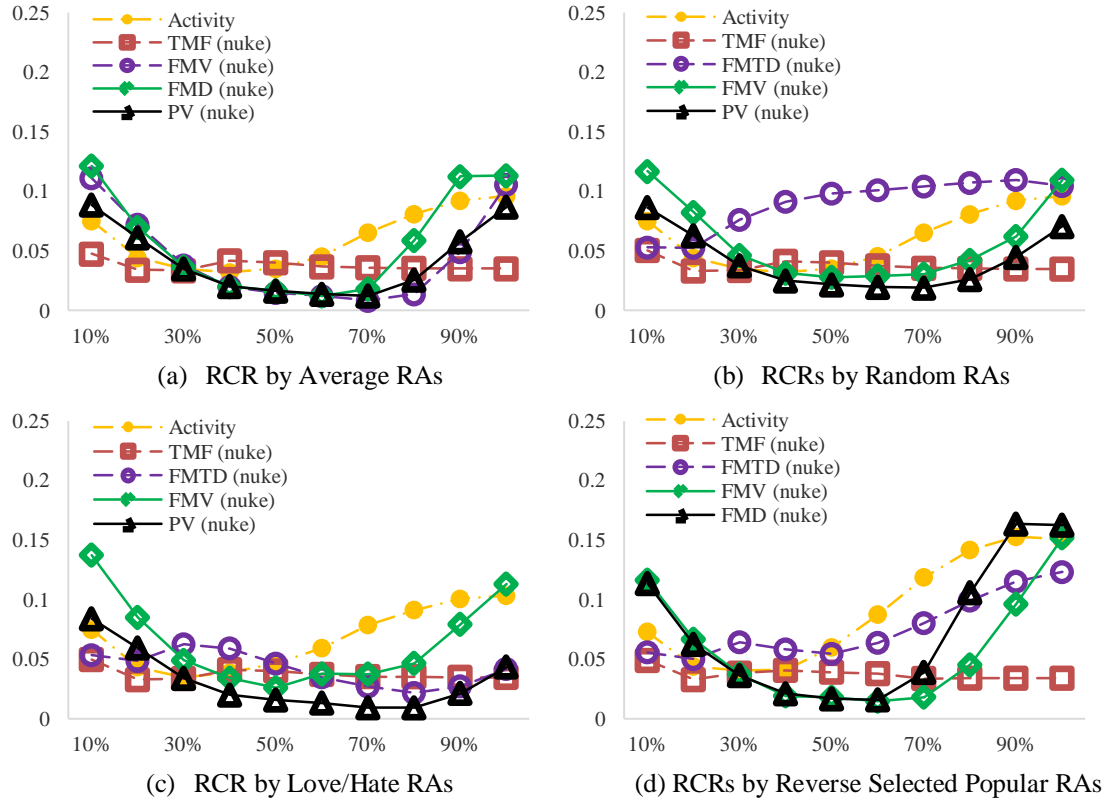 0.25
0.2
0.15
0.1
0.05
0
Activity
TMF (nuke)
FMV (nuke)
FMD (nuke)
PV (nuke)
10% 30% 50% 70% 90%
(a) RCR by Average RAs
0.25
0.2
0.15
0.1
0.05
0
Activity
TMF (nuke)
FMTD (nuke)
FMV (nuke)
PV (nuke)
10% 30% 50% 70% 90%
(b) RCRs by Random RAs
0.25
0.2
0.15
0.1
0.05
0
Activity
TMF (nuke)
FMTD (nuke)
FMV (nuke)
PV (nuke)
10% 30% 50% 70% 90%
(c) RCR by Love/Hate RAs
0.25
0.2
0.15
0.1
0.05
0
Activity
TMF (nuke)
FMTD (nuke)
FMV (nuke)
FMD (nuke)
10% 30% 50% 70% 90%
(d) RCRs by Reverse Selected Popular RAs